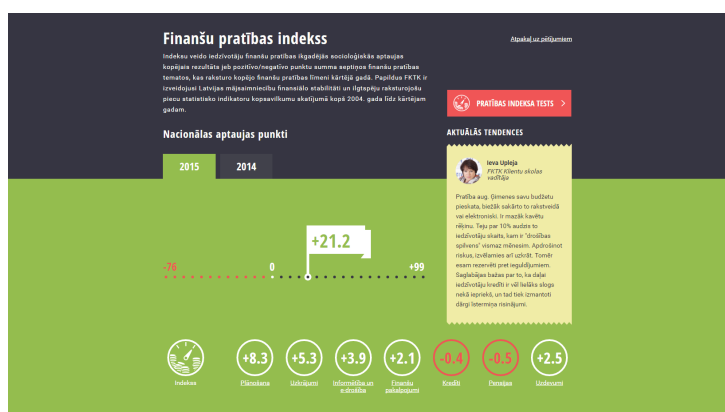 Finanšu pratības indekss
Atpakaļ uz pētījumiem
Indeksu veido iedzīvotāju finanšu pratības ikgadējās socioloģiskās aptaujas
kopējais rezultāts jeb pozitīvo/negatīvo punktu summa septiņos finanšu pratības
tematos, kas raksturo kopējo finanšu pratības līmeni kārtējā gadā. Papildus FKTK ir
izveidojusi Latvijas mājsaimniecību finansiālo stabilitāti un ilgtspēju raksturojošu
piecu statistisko indikatoru kopsavilkumu skatījumā kopš 2004. gada līdz kārtējam
gadam.
PRATĪBAS INDEKSA TESTS >
Nacionālas aptaujas punkti
AKTUĀLĀS TENDENCES
2015
2014
Ieva Upleja
FKTK Klientu skolas
vadītāja
Pratība aug. Ģimenes savu budžetu
pieskata, biežāk sakārto to rakstveidā
vai elektroniski. Ir mazāk kavētu
rēķinu. Teju par 10% audzis to
iedzīvotāju skaits, kam ir "drošības
spilvens" vismaz mēnesim. Apdrošinot
riskus, izvēlamies arī uzkrāt. Tomēr
esam rezervēti pret ieguldījumiem.
Saglabājas bažas par to, ka daļai
iedzīvotāju kredīti ir vēl lielāks slogs
nekā iepriekš, un tad tiek izmantoti
dārgi īstermiņa risinājumi.
+21.2
-76
0
+99
+8.3
+5.3
+3.9
+2.1
-0.4
-0.5
+2.5
Indekss
Plānošana
Uzkrājumi
Informētība un
e-drošība
Finanšu
pakalpojumi
Kredīti
Pensijas
Uzdevumi